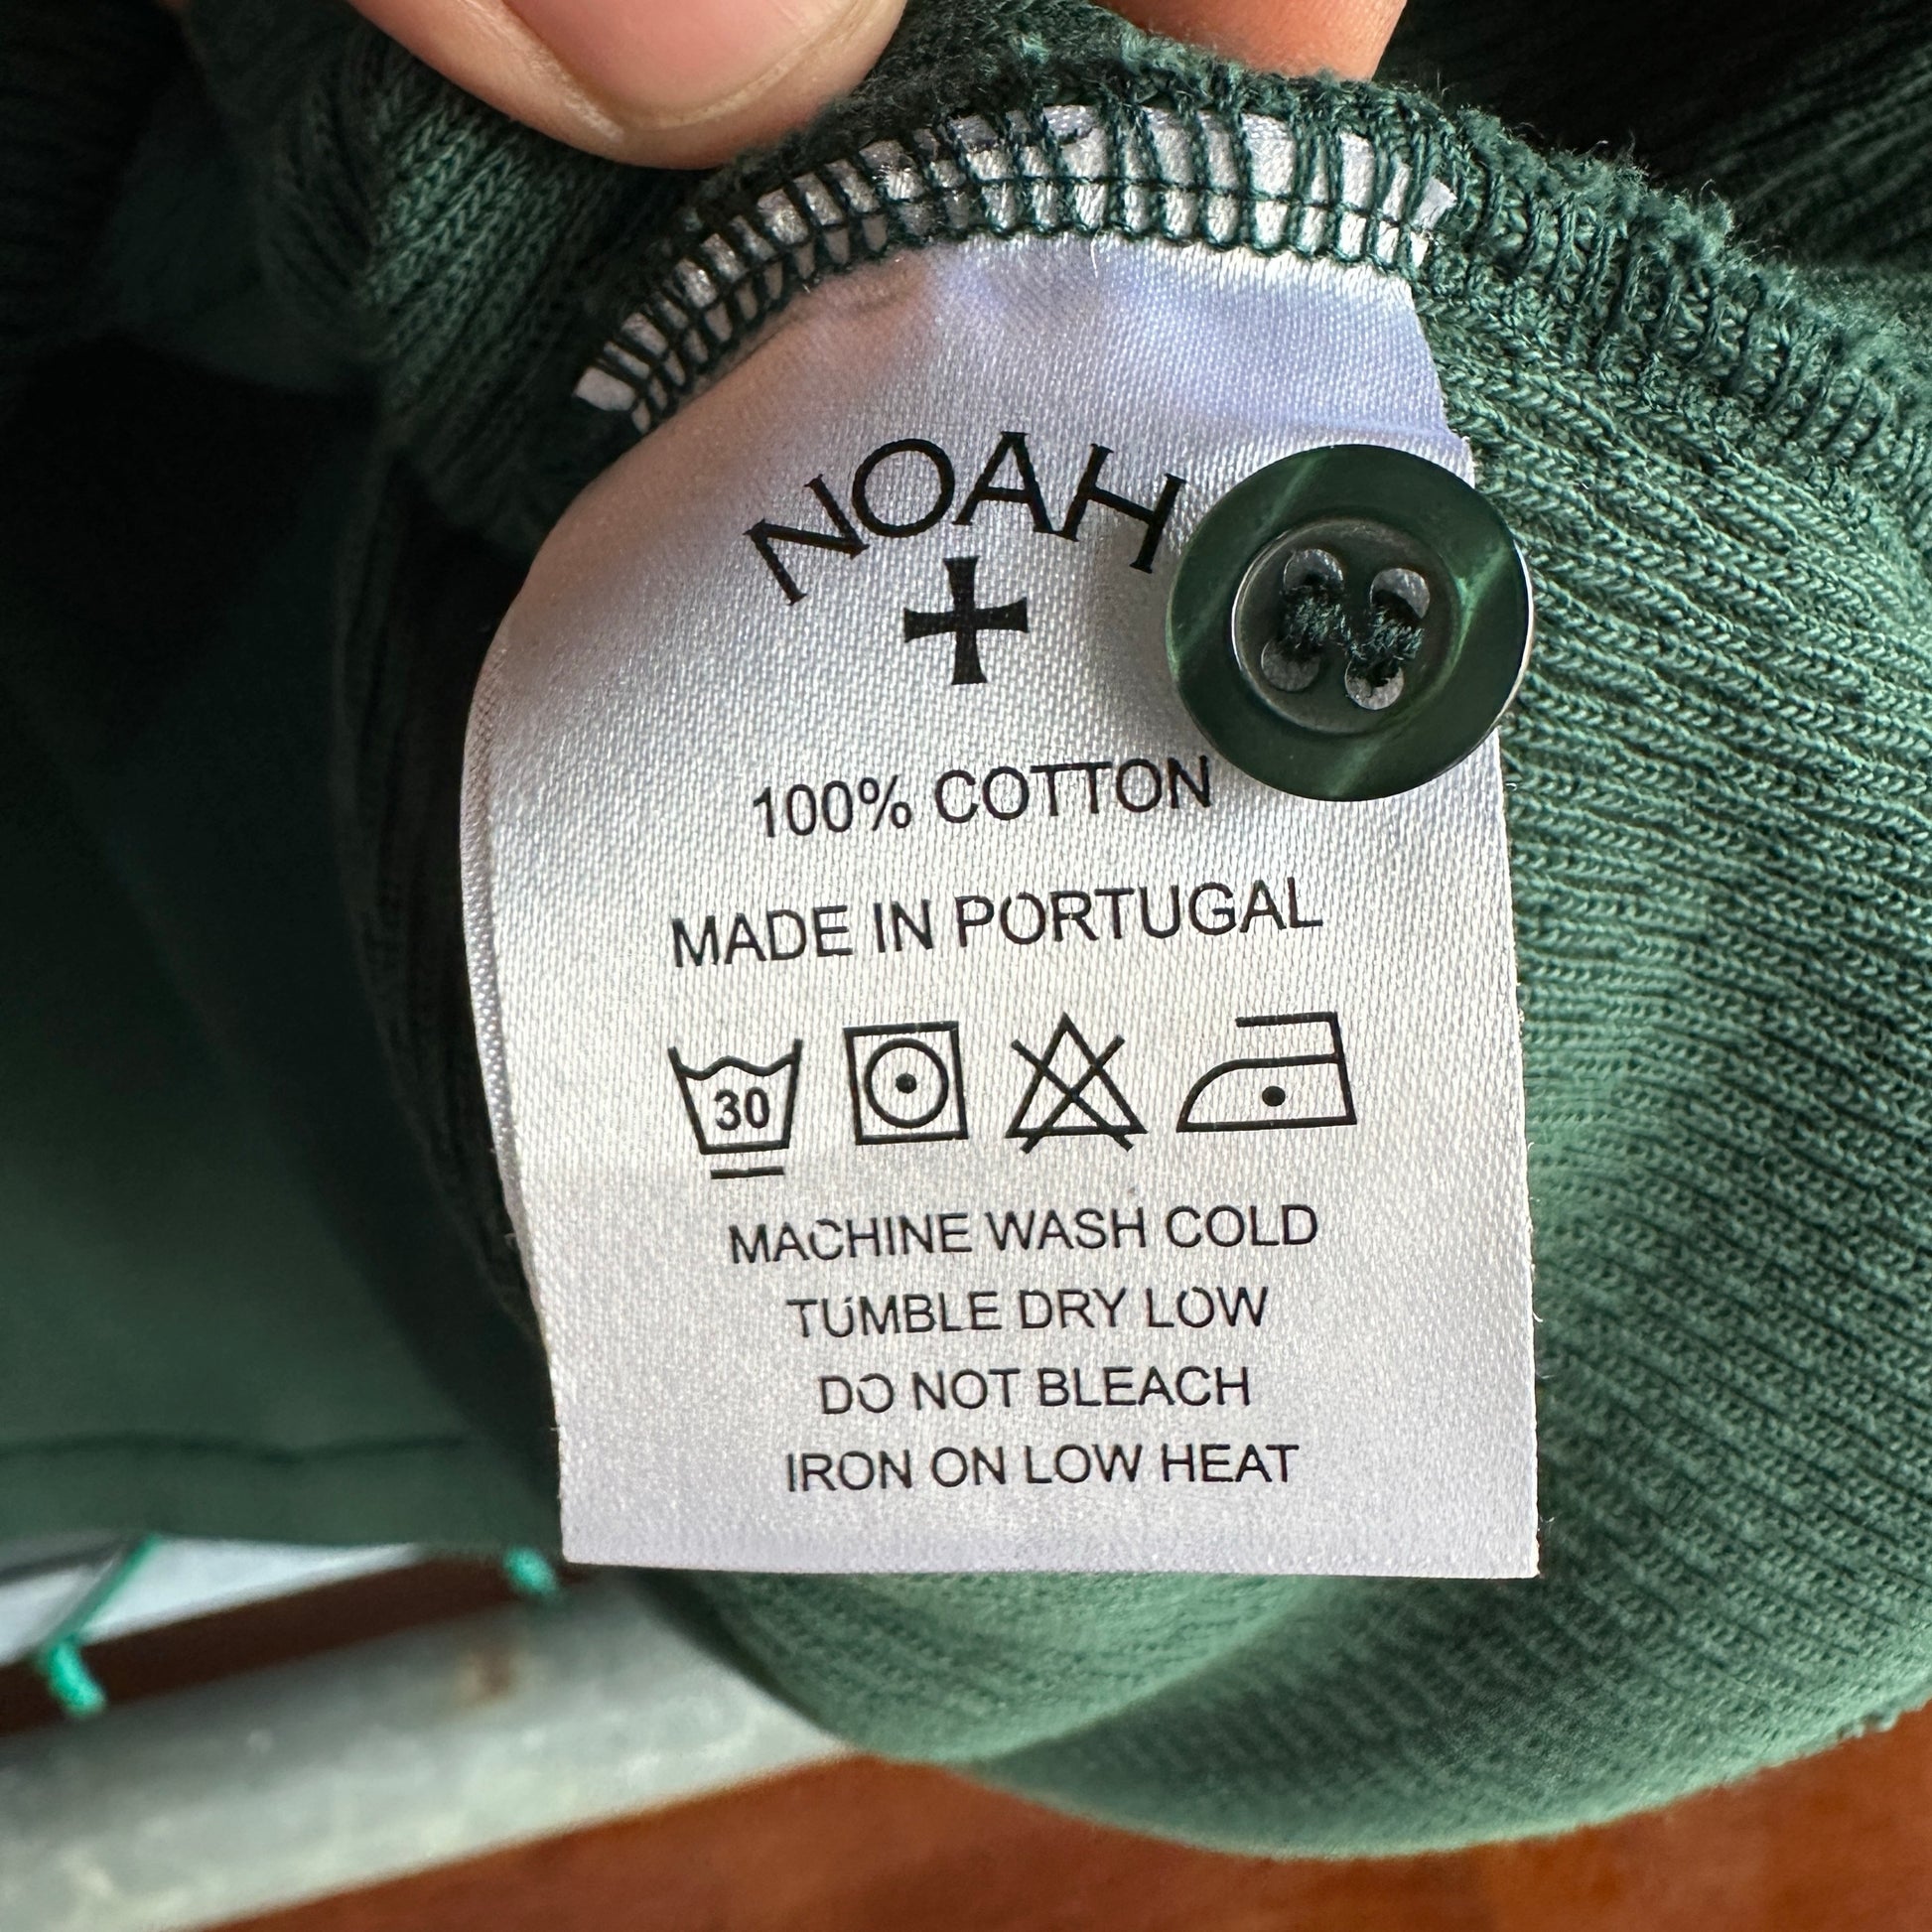 NOAH
100% COTTON
MADE IN PORTUGAL
30
MACHINE WASH COLD
TUMBLE DRY LOW
DO NOT BLEACH
IRON ON LOW HEAT